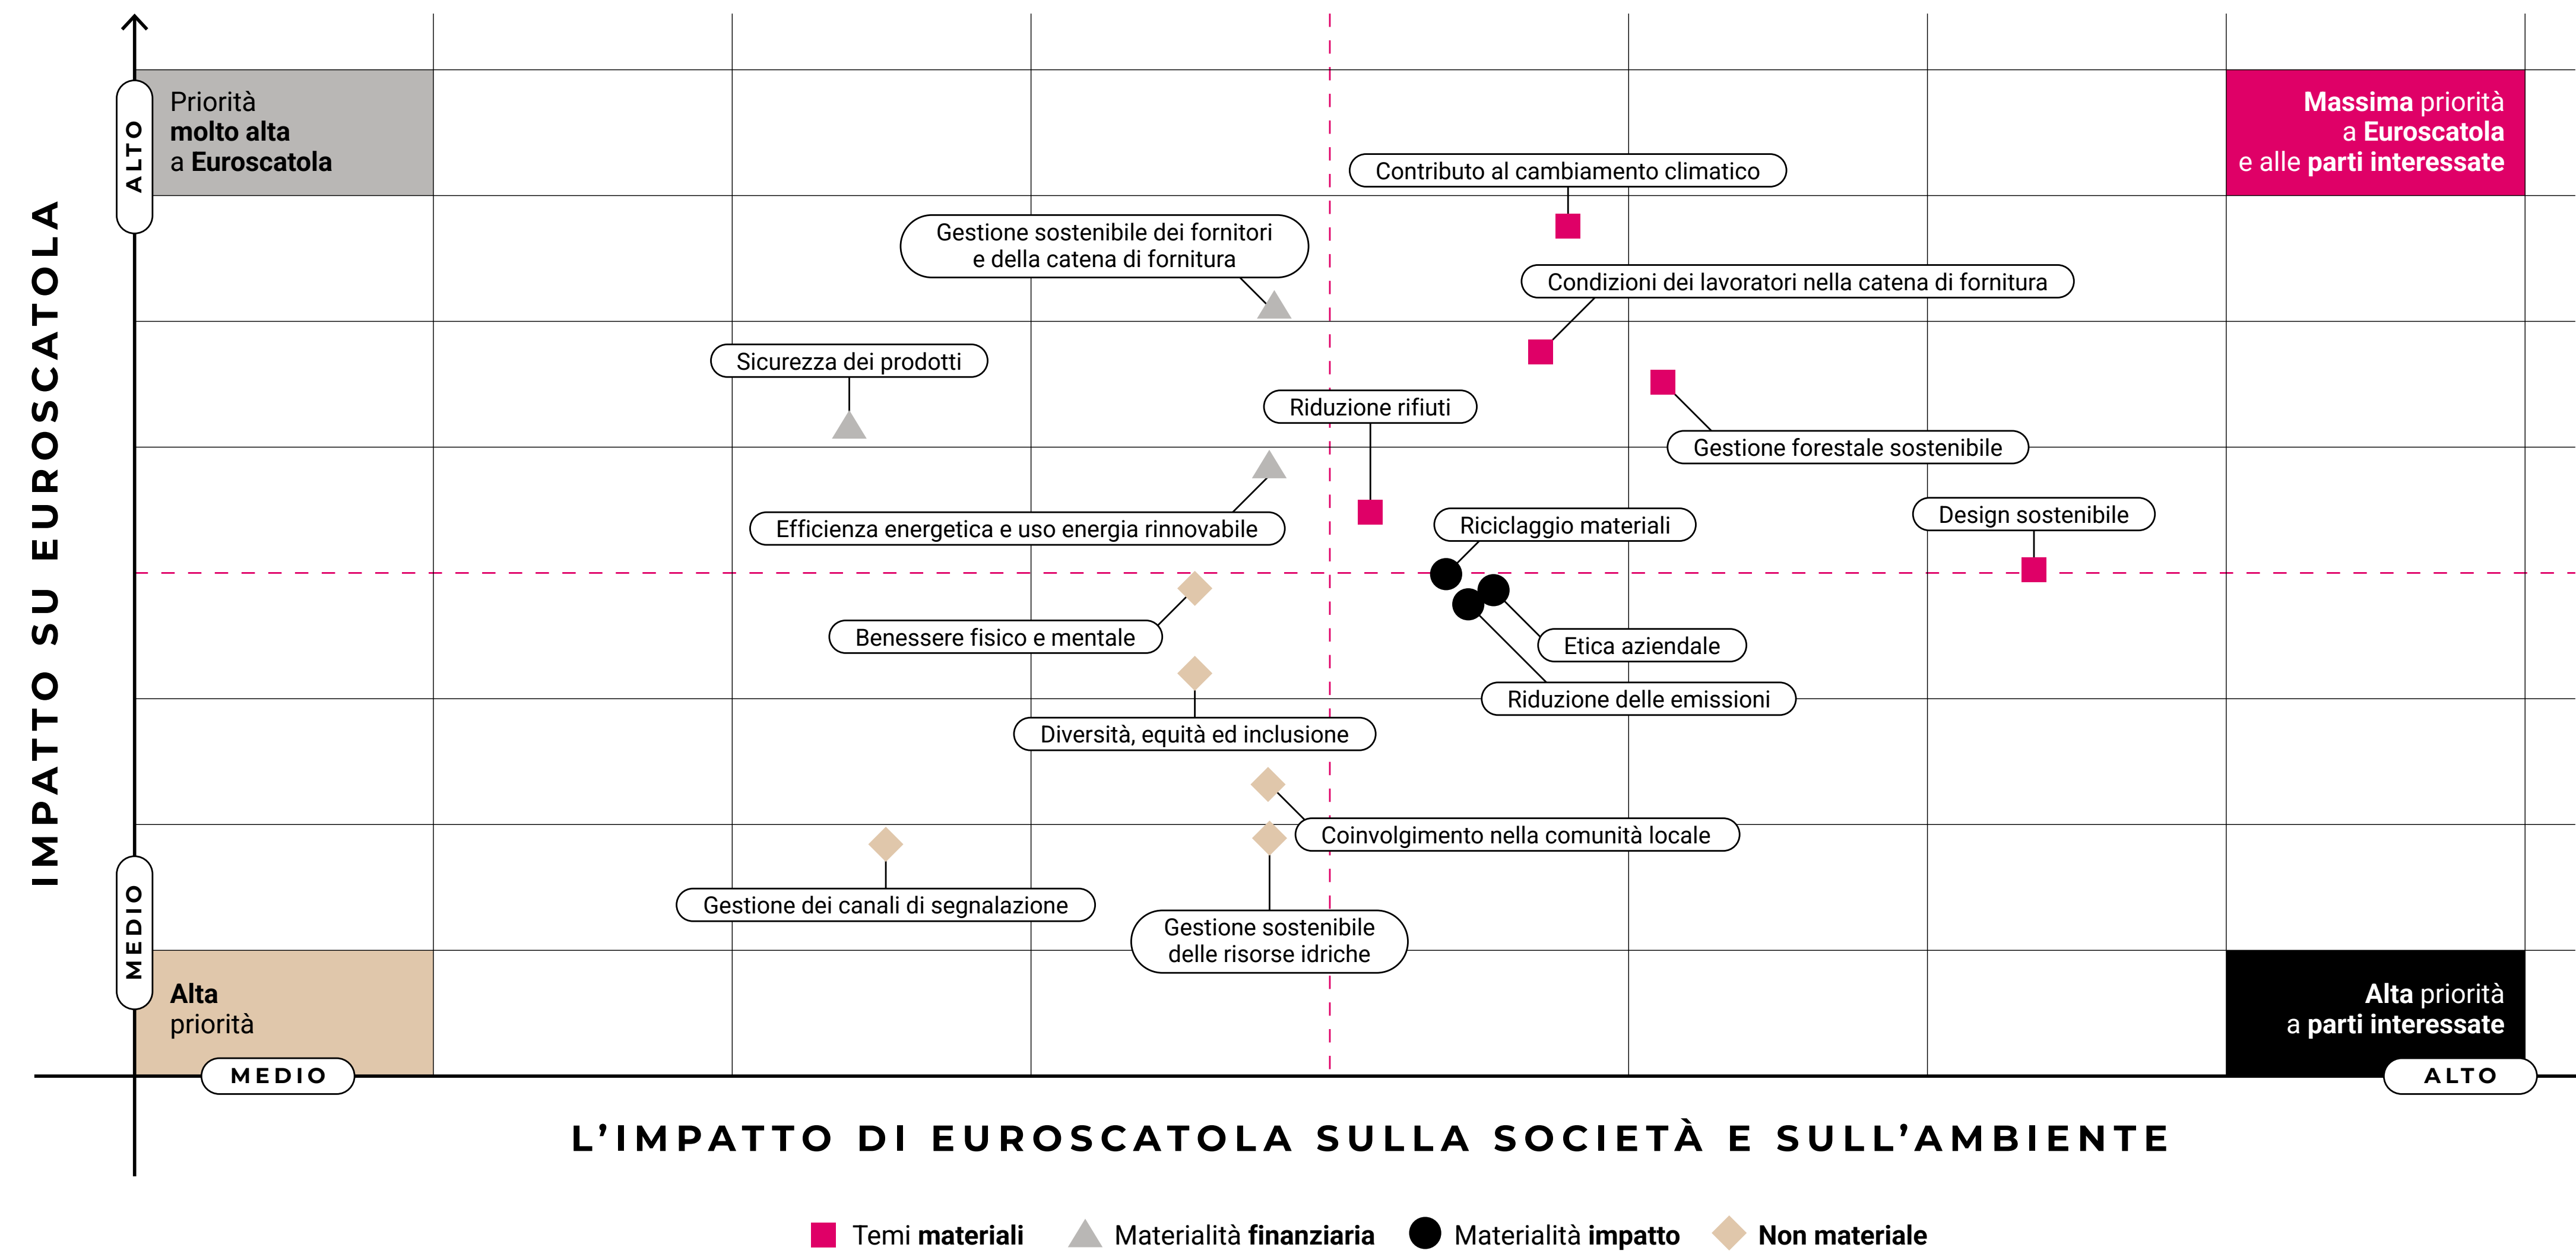 IMPATTO SU EUROSCATOLA
ALTO
Priorità
molto alta
a Euroscatola
Massima priorità
a Euroscatola
e alle parti interessate
Contributo al cambiamento climatico
Gestione sostenibile dei fornitori
e della catena di fornitura
Condizioni dei lavoratori nella catena di fornitura
Sicurezza dei prodotti
Riduzione rifiuti
Gestione forestale sostenibile
Efficienza energetica e uso energia rinnovabile
Riciclaggio materiali
Design sostenibile
Benessere fisico e mentale
Etica aziendale
Riduzione delle emissioni
Diversità, equità ed inclusione
Coinvolgimento nella comunità locale
Gestione dei canali di segnalazione
Gestione sostenibile
delle risorse idriche
MEDIO
Alta
priorità
Alta priorità
a parti interessate
MEDIO
ALTO
L’IMPATTO DI EUROSCATOLA SULLA SOCIETÀ E SULL’AMBIENTE
Temi materiali
Materialità finanziaria
Materialità impatto
Non materiale